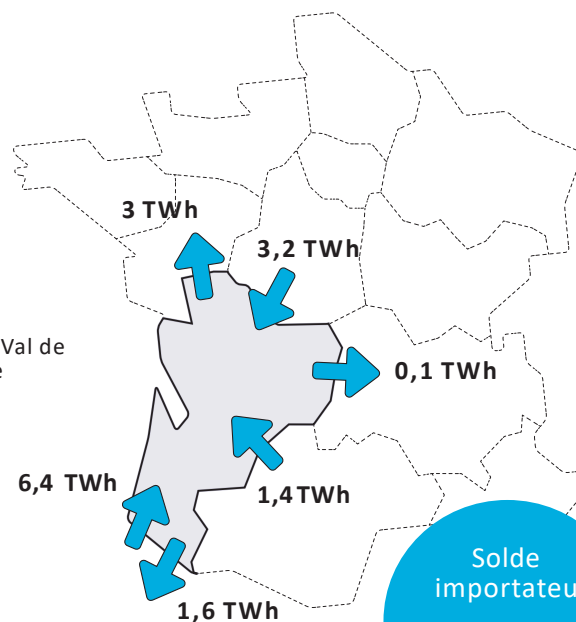 3 TWh
3,2 TWh
Val de
0,1 TWh
6,4 TWh
1,4 TWh
1,6 TWh
Solde
importateu